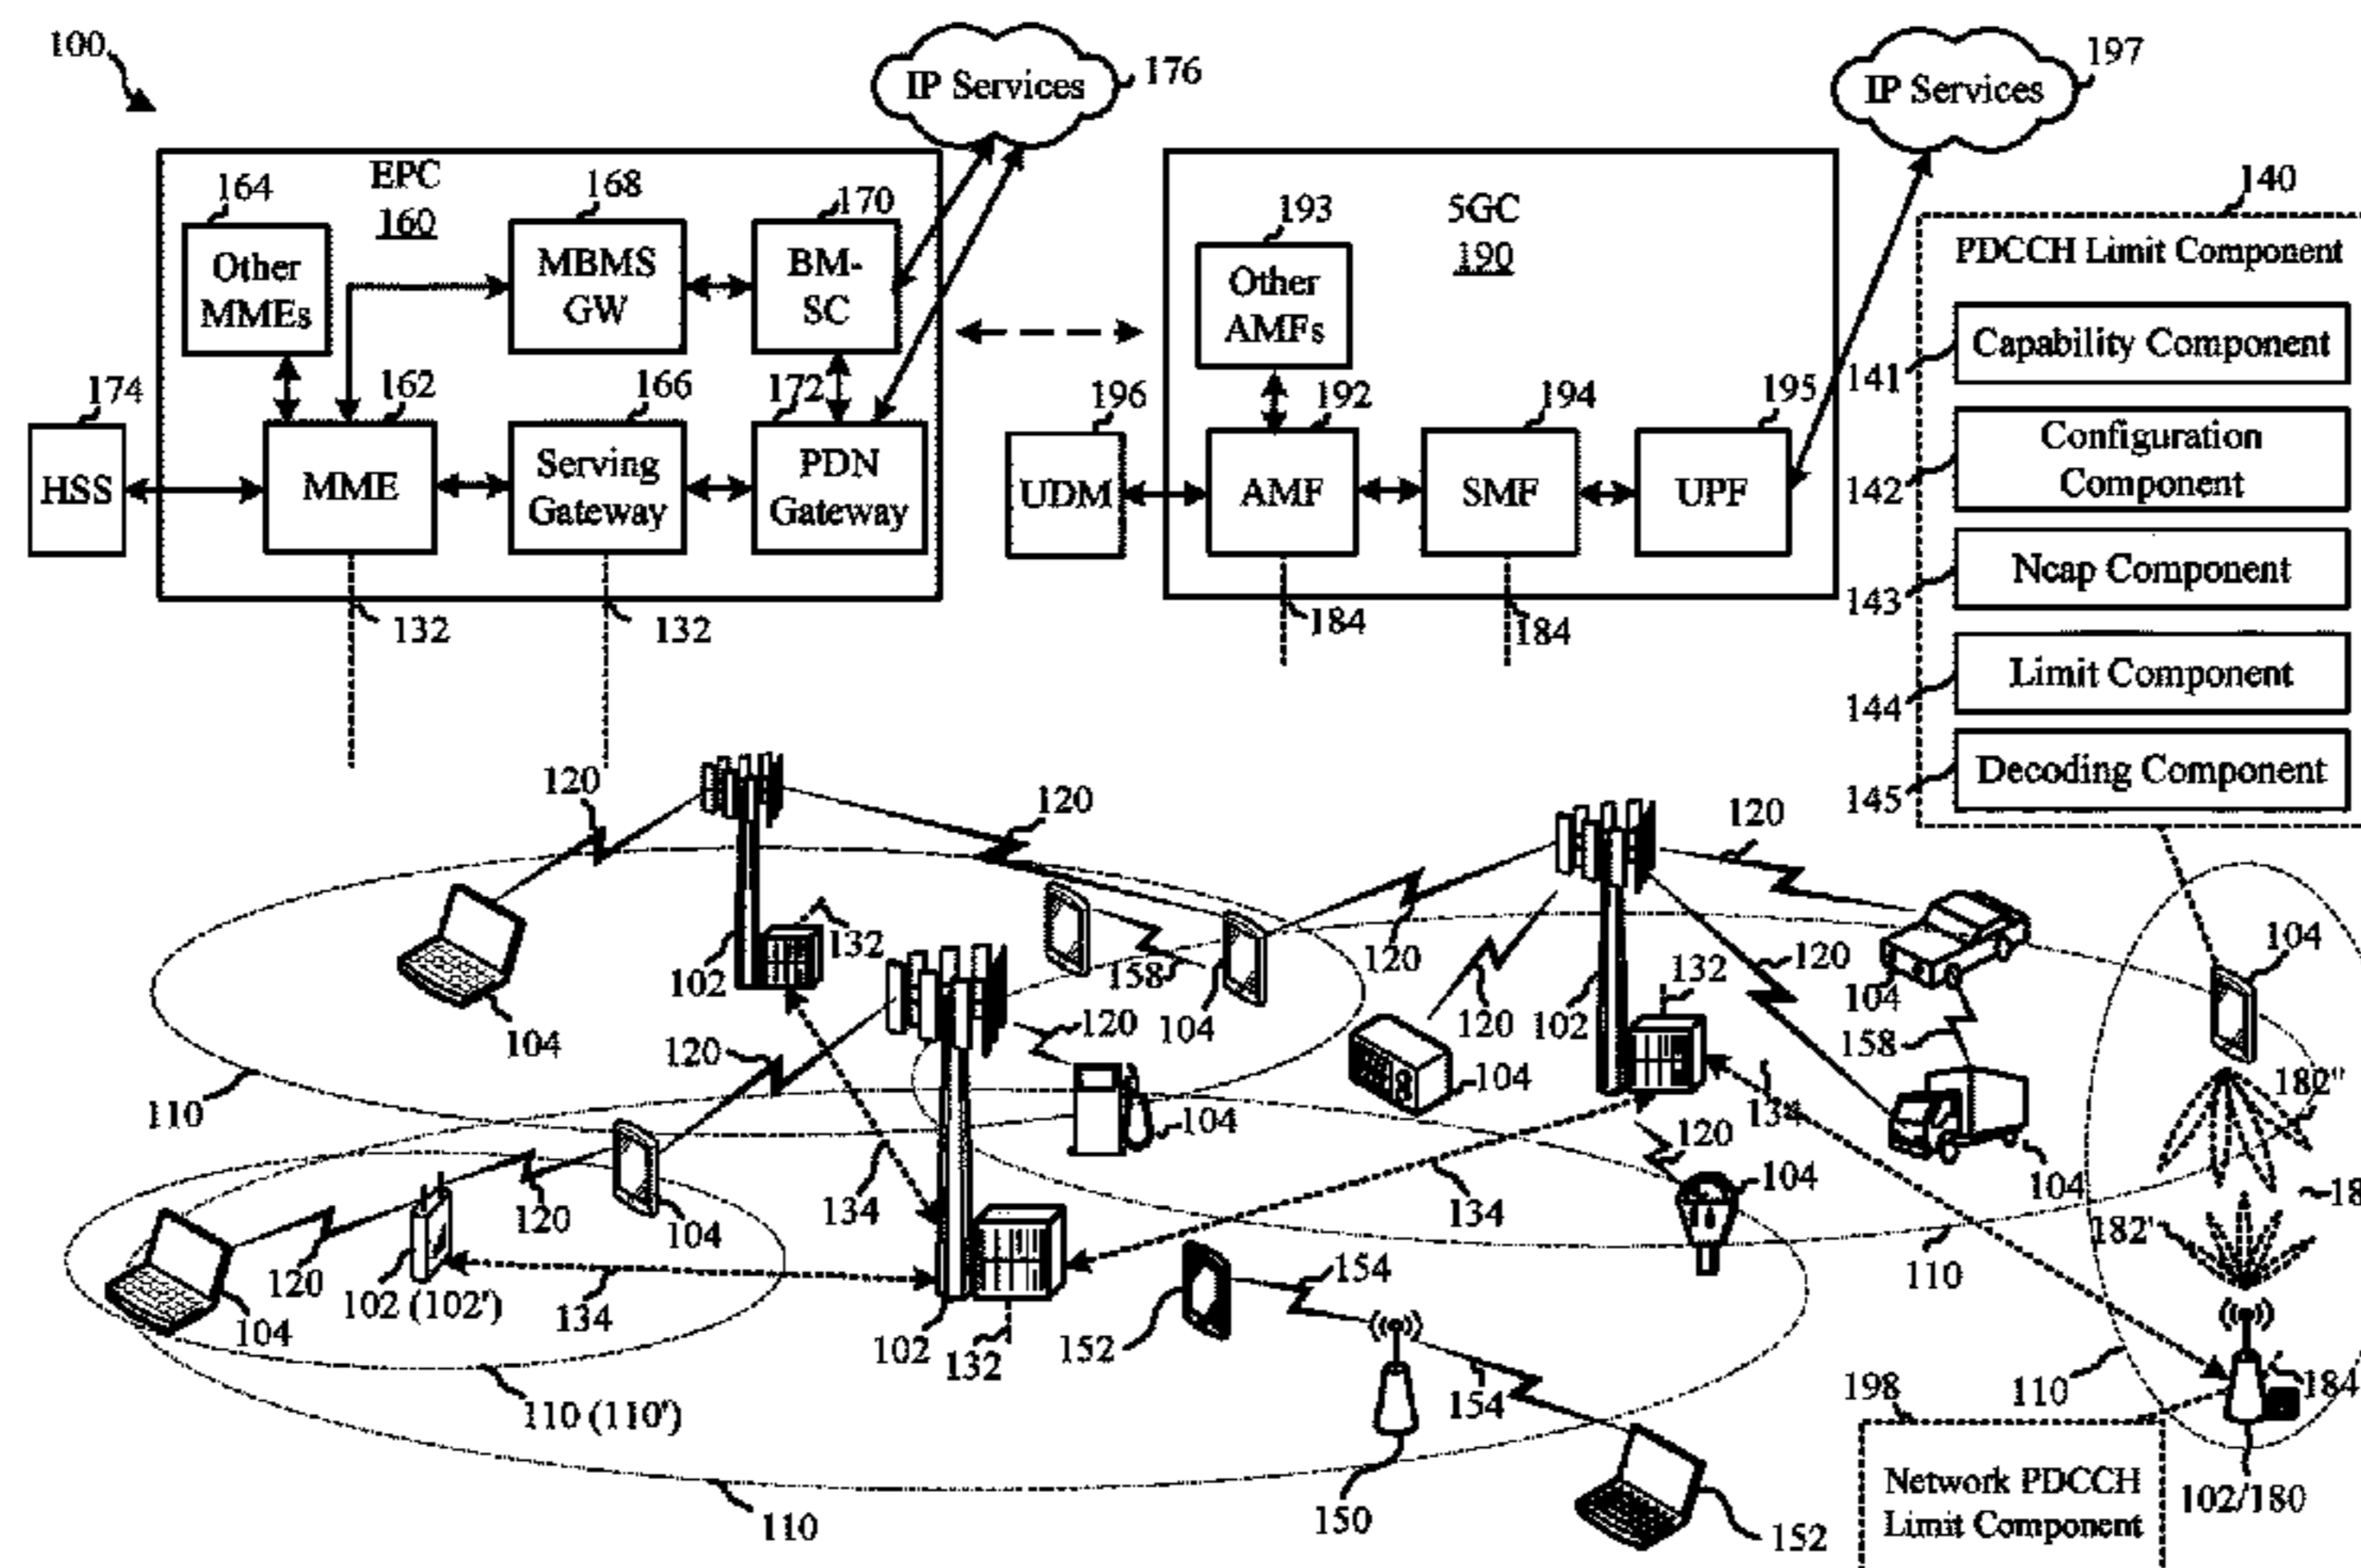 100
IP Services
176
IP Services
197
EPC
160
164
168
170
Other
MMEs
MBMS
GW
BM-
SC
174
162
166
172
HSS
MME
Serving
Gateway
PDN
Gateway
132
132
5GC
190
193
Other
AMFs
196
192
194
195
UDM
AMF
SMF
UPF
184
184
140
PDCCH Limit Component
Capability Component
141
Configuration
Component
142
Ncap Component
143
Limit Component
144
Decoding Component
145
120
120
120
132
102
158
104
120
120
102
132
120
104
104
104
120
120
104
158
110
104
104
134
120
182"
104
134
120
104
104
134
182'
120
102 (102')
134
104
102
132
152
154
110
110 (110')
154
110
184
198
110
150
152
102/180
Network PDCCH
Limit Component